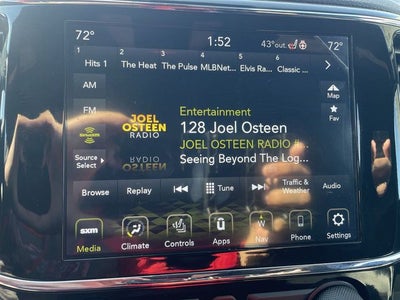 72° 1:52 43°out 72°
1 2 3 4 5 6
Hits 1 The Heat The Pulse MLBNet... Elvis Ra... Classic ...
AM
FM
SiriusXM
Source
Select
JOEL
OSTEEN
RADIO
Entertainment
128 Joel Osteen
JOEL OSTEEN RADIO #...
Seeing Beyond The Log...
Map
Fav
Browse Replay Tune Traffic &
Weather Audio
sxm
Media Climate Controls Apps
W
Nav Phone Settings